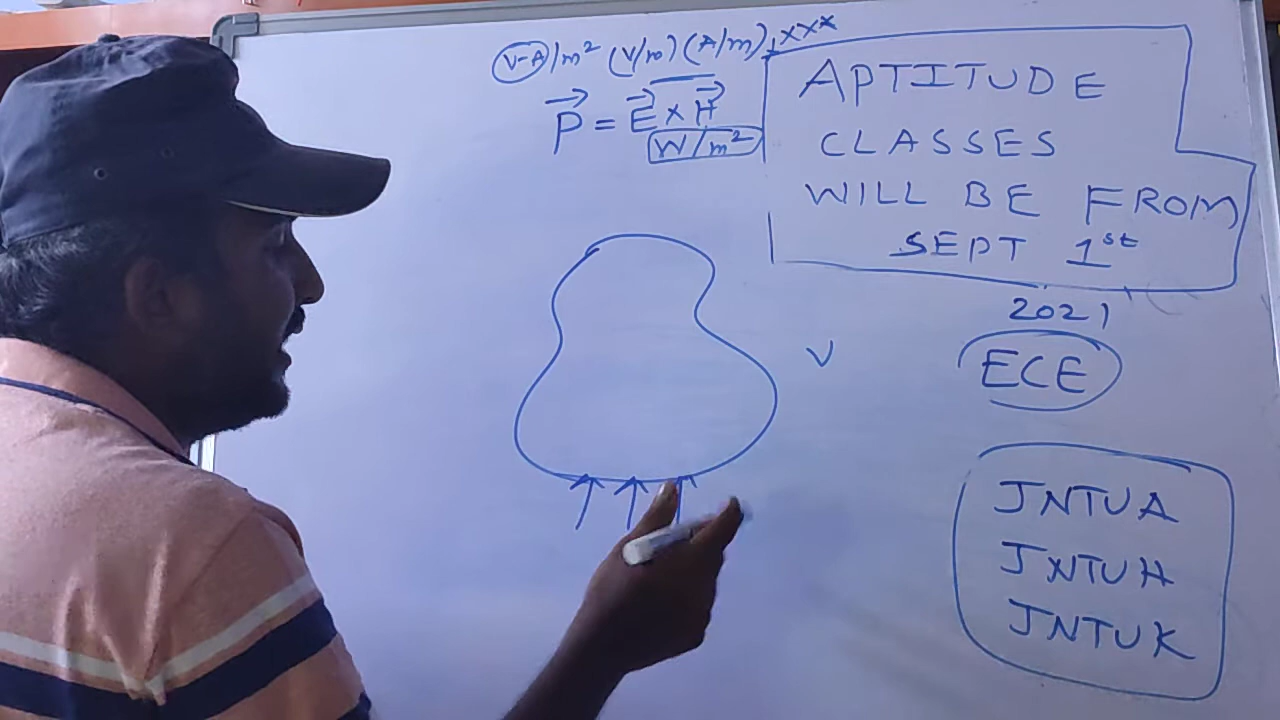 V-A/m² (V/m) (A/m) xxx
P⃗ = E⃗ x H⃗
W/m²
APTITUDE
CLASSES
WILL BE FROM
SEPT 1st
2021
V
ECE
JNTUA
JNTUH
JNTUK